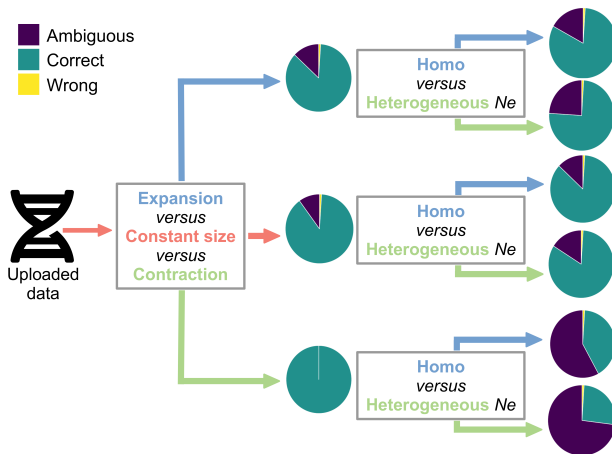 Ambiguous
Correct
Wrong
Homo
versus
Heterogeneous Ne
Expansion
versus
Constant size
versus
Contraction
Uploaded
data
Homo
versus
Heterogeneous Ne
Homo
versus
Heterogeneous Ne